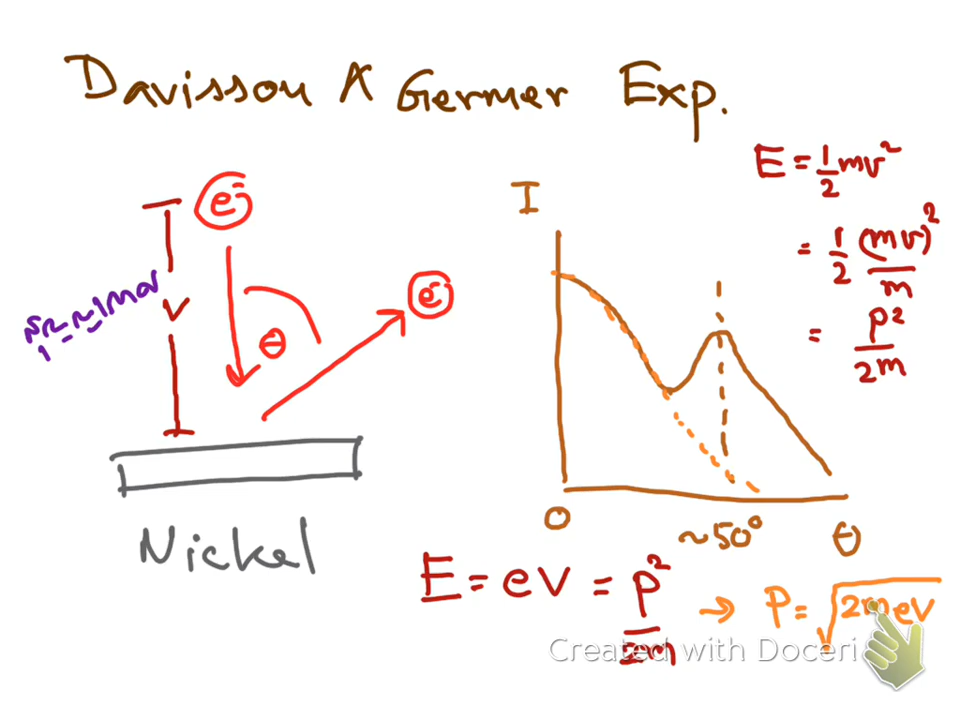 Davisson & Germer Exp.
e⁻
V
θ
e⁻
Nickel
I
0
~50°
θ
E = 1/2 mv²
= 1/2 (mv)²/m
= P²/2m
E = eV = p²/2m → P = √2meV
Created with Doceri